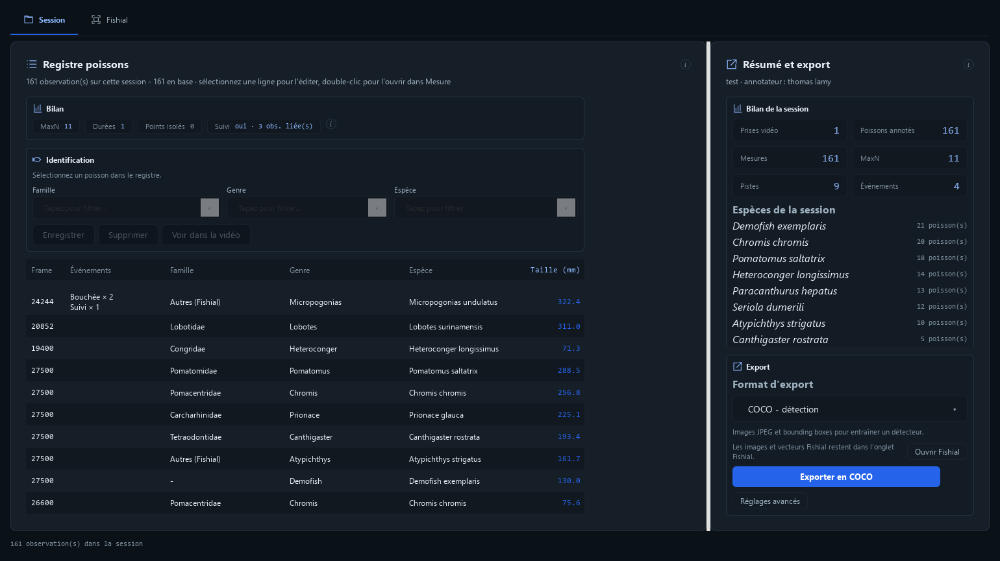 Session
Fishial
Registre poissons
161 observation(s) sur cette session - 161 en base · sélectionnez une ligne pour l'éditer, double-clic pour l'ouvrir dans Mesure
Bilan
MaxN 11
Durées 1
Points isolés 0
Suivi oui · 3 obs. liée(s)
Identification
Sélectionnez un poisson dans le registre.
Famille Genre Espèce
Tapez pour filtrer... Tapez pour filtrer... Tapez pour filtrer...
Enregistrer Supprimer Voir dans la vidéo
Frame Événements Famille Genre Espèce Taille (mm)
24244 Bouchée × 2 Autres (Fishial) Micropogonias Micropogonias undulatus 322.4
Suivi × 1
20852 Lobotidae Lobotes Lobotes surinamensis 311.0
19400 Congridae Heteroconger Heteroconger longissimus 71.3
27500 Pomatomidae Pomatomus Pomatomus saltatrix 288.5
27500 Pomacentridae Chromis Chromis chromis 256.8
27500 Carcharhinidae Prionace Prionace glauca 225.1
27500 Tetraodontidae Canthigaster Canthigaster rostrata 193.4
27500 Autres (Fishial) Atypichthys Atypichthys strigatus 161.7
27500 - Demofish Demofish exemplaris 130.0
26600 Pomacentridae Chromis Chromis chromis 75.6
Résumé et export
test · annotateur : thomas lamy
Bilan de la session
Prises vidéo 1
Poissons annotés 161
Mesures 161
MaxN 11
Pistes 9
Événements 4
Espèces de la session
Demofish exemplaris 21 poisson(s)
Chromis chromis 20 poisson(s)
Pomatomus saltatrix 18 poisson(s)
Heteroconger longissimus 14 poisson(s)
Paracanthurus hepatus 13 poisson(s)
Seriola dumerili 12 poisson(s)
Atypichthys strigatus 10 poisson(s)
Canthigaster rostrata 5 poisson(s)
Export
Format d'export
COCO - détection
Images JPEG et bounding boxes pour entraîner un détecteur.
Les images et vecteurs Fishial restent dans l'onglet
Fishial.
Ouvrir Fishial
Exporter en COCO
Réglages avancés
161 observation(s) dans la session